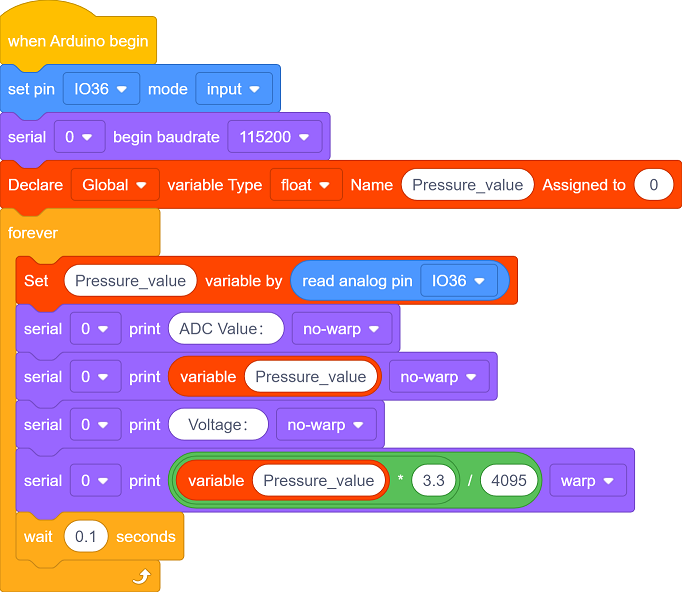 when Arduino begin
set pin IO36 mode input
serial 0 begin baudrate 115200
Declare Global variable Type float Name Pressure_value Assigned to 0
forever
Set Pressure_value variable by read analog pin IO36
serial 0 print ADC Value： no-warp
serial 0 print variable Pressure_value no-warp
serial 0 print Voltage： no-warp
serial 0 print variable Pressure_value * 3.3 / 4095 warp
wait 0.1 seconds